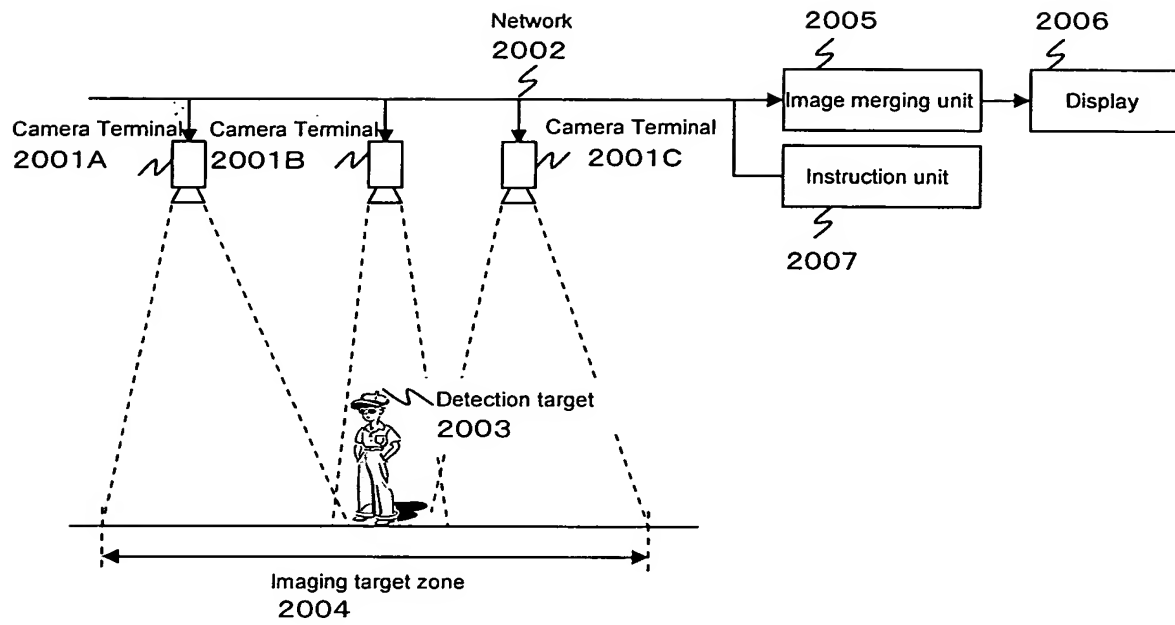 Network
2002
2005
2006
Image merging unit
Display
Camera Terminal
2001A
Camera Terminal
2001B
Camera Terminal
2001C
Instruction unit
2007
Detection target
2003
Imaging target zone
2004